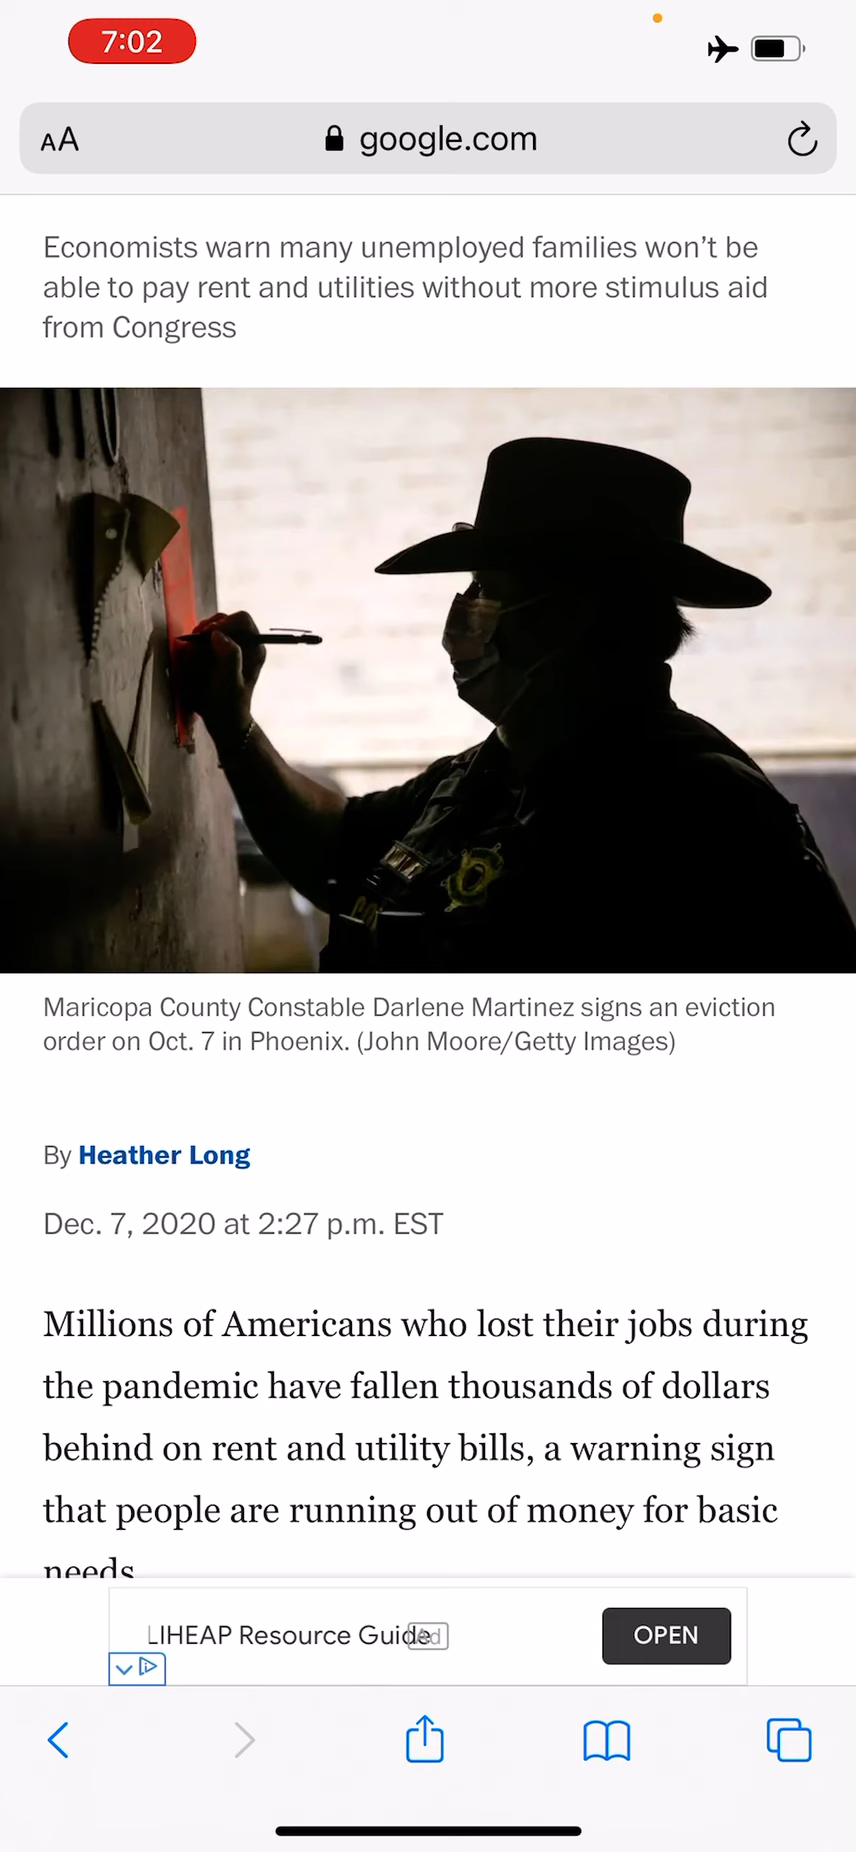 7:02
AA google.com
Economists warn many unemployed families won’t be
able to pay rent and utilities without more stimulus aid
from Congress
Maricopa County Constable Darlene Martinez signs an eviction
order on Oct. 7 in Phoenix. (John Moore/Getty Images)
By Heather Long
Dec. 7, 2020 at 2:27 p.m. EST
Millions of Americans who lost their jobs during
the pandemic have fallen thousands of dollars
behind on rent and utility bills, a warning sign
that people are running out of money for basic
needs
LIHEAP Resource Guide Ad
OPEN